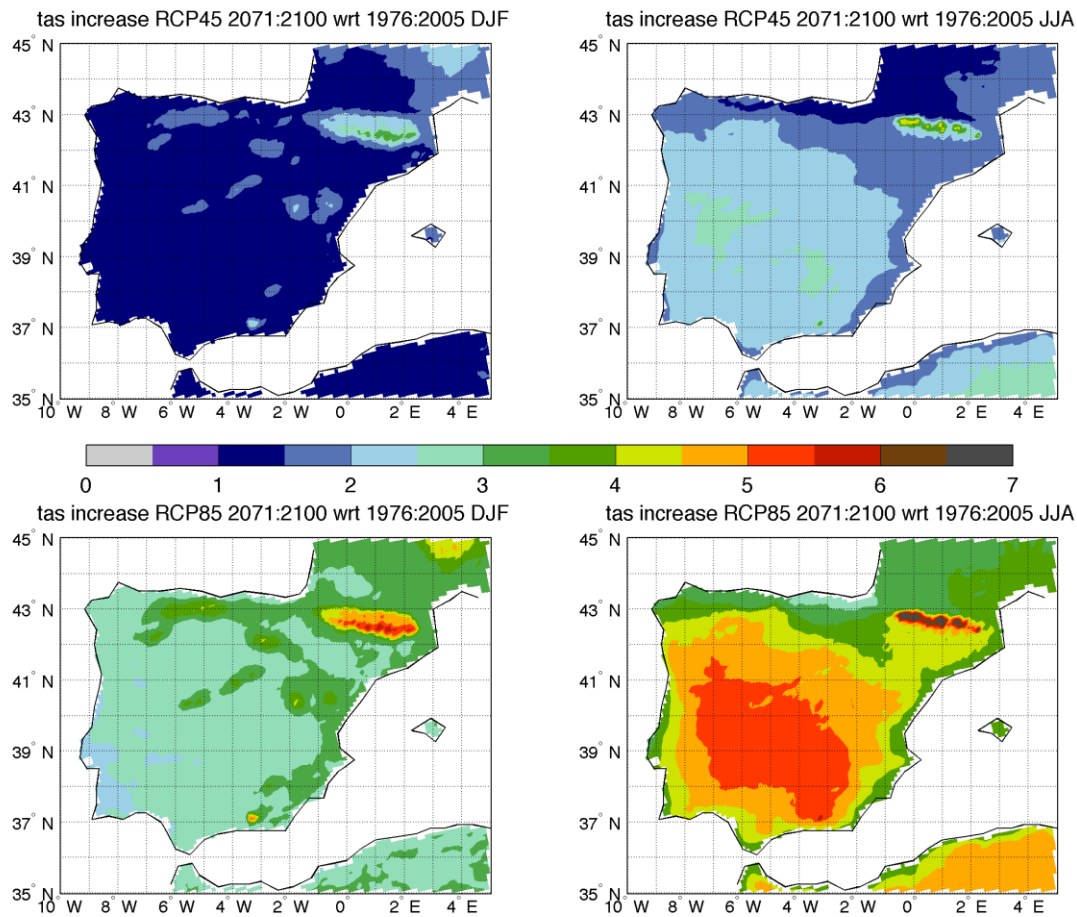 tas increase RCP45 2071:2100 wrt 1976:2005 DJF
tas increase RCP45 2071:2100 wrt 1976:2005 JJA
45° N
43° N
41° N
39° N
37° N
35° N
10° W 8° W 6° W 4° W 2° W 0° 2° E 4° E
45° N
43° N
41° N
39° N
37° N
35° N
10° W 8° W 6° W 4° W 2° W 0° 2° E 4° E
0 1 2 3 4 5 6 7
tas increase RCP85 2071:2100 wrt 1976:2005 DJF
tas increase RCP85 2071:2100 wrt 1976:2005 JJA
45° N
43° N
41° N
39° N
37° N
35° N
10° W 8° W 6° W 4° W 2° W 0° 2° E 4° E
45° N
43° N
41° N
39° N
37° N
35° N
10° W 8° W 6° W 4° W 2° W 0° 2° E 4° E